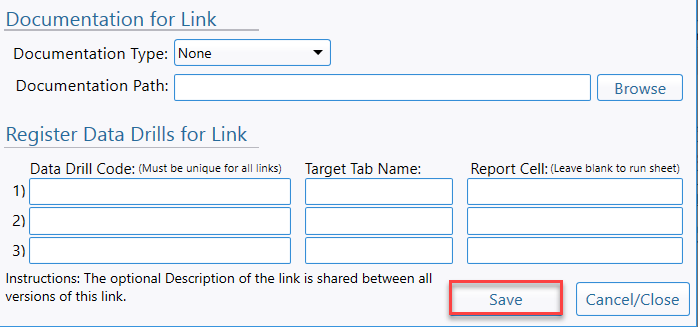 Documentation for Link
Documentation Type: None
Documentation Path: Browse
Register Data Drills for Link
Data Drill Code: (Must be unique for all links) Target Tab Name: Report Cell: (Leave blank to run sheet)
1)
2)
3)
Instructions: The optional Description of the link is shared between all
versions of this link.
Save Cancel/Close